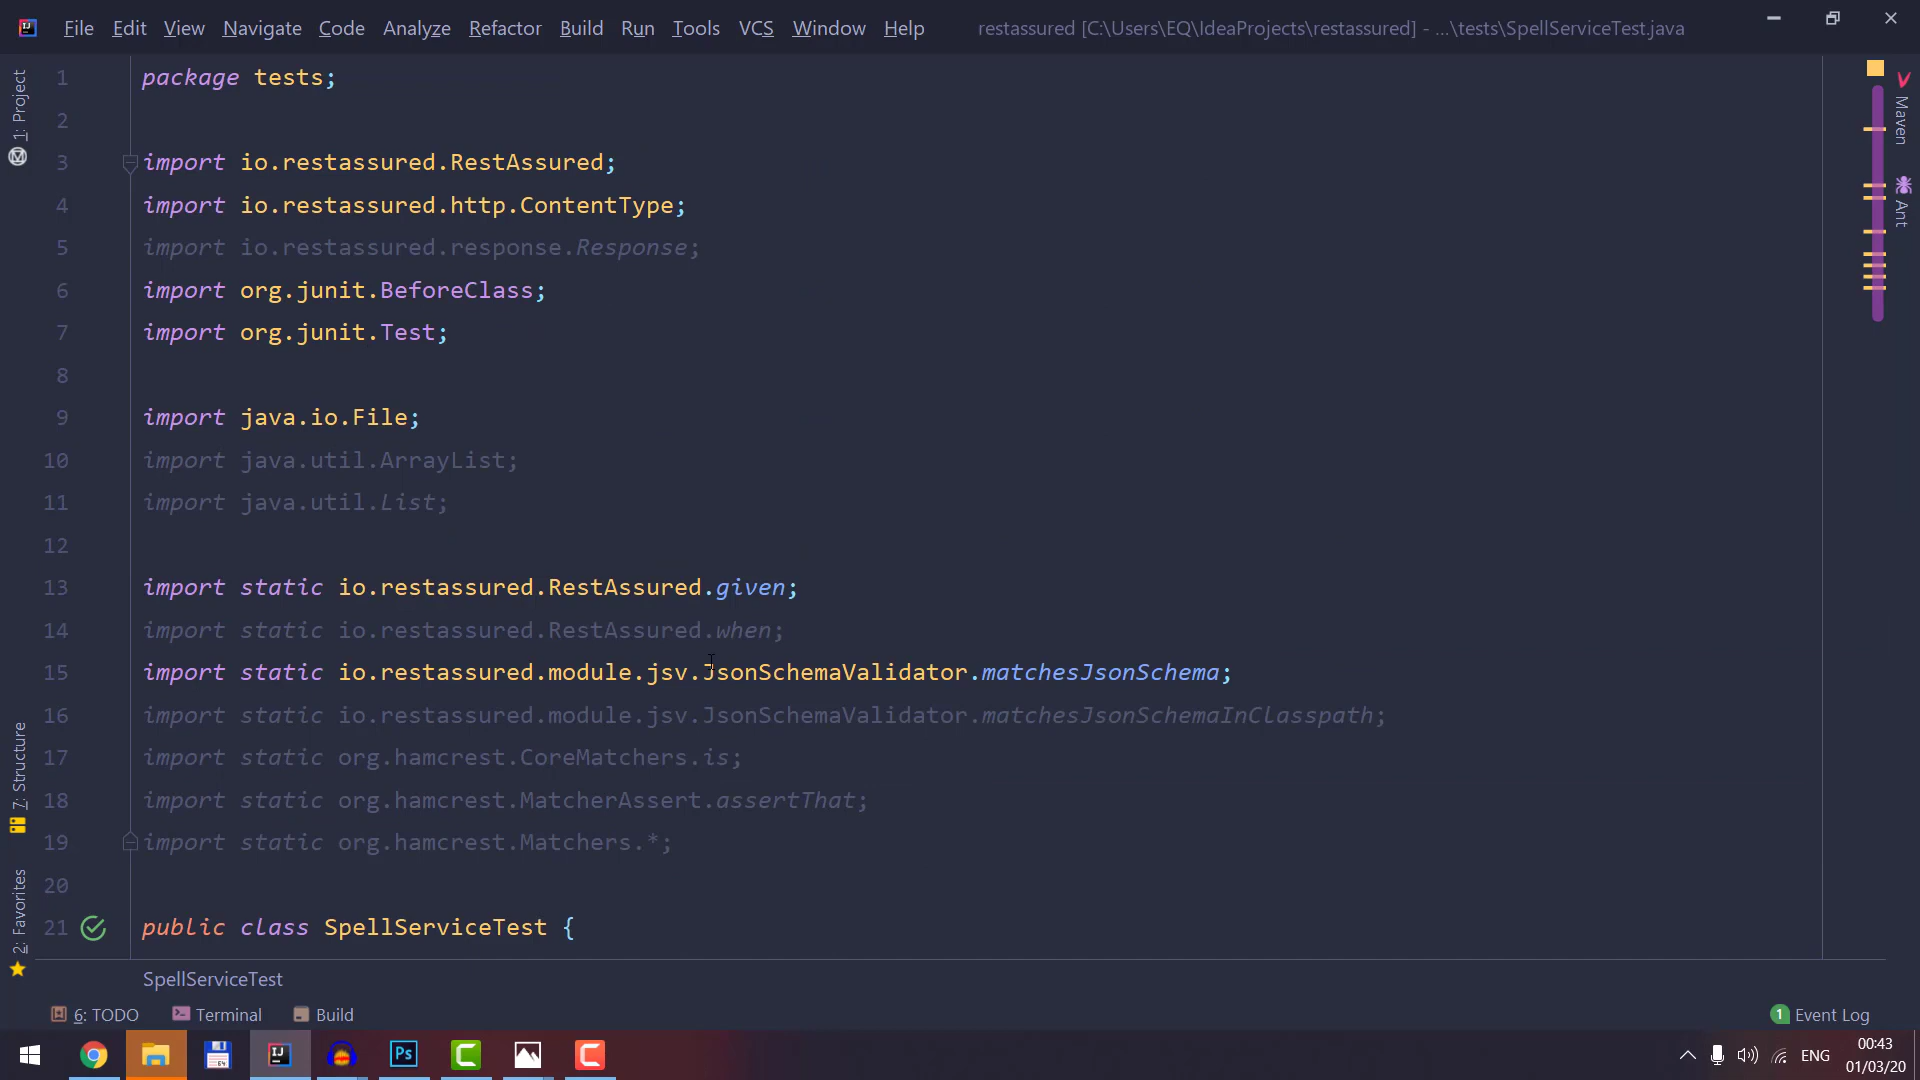 File Edit View Navigate Code Analyze Refactor Build Run Tools VCS Window Help restassured [C:\Users\EQ\IdeaProjects\restassured] - ...\tests\SpellServiceTest.java
1: Project
7: Structure
2: Favorites
1 package tests;
2
3 import io.restassured.RestAssured;
4 import io.restassured.http.ContentType;
5 import io.restassured.response.Response;
6 import org.junit.BeforeClass;
7 import org.junit.Test;
8
9 import java.io.File;
10 import java.util.ArrayList;
11 import java.util.List;
12
13 import static io.restassured.RestAssured.given;
14 import static io.restassured.RestAssured.when;
15 import static io.restassured.module.jsv.JsonSchemaValidator.matchesJsonSchema;
16 import static io.restassured.module.jsv.JsonSchemaValidator.matchesJsonSchemaInClasspath;
17 import static org.hamcrest.CoreMatchers.is;
18 import static org.hamcrest.MatcherAssert.assertThat;
19 import static org.hamcrest.Matchers.*;
20
21 public class SpellServiceTest {
Maven
Ant
SpellServiceTest
6: TODO Terminal Build 1 Event Log
Ps ENG 00:43
01/03/20